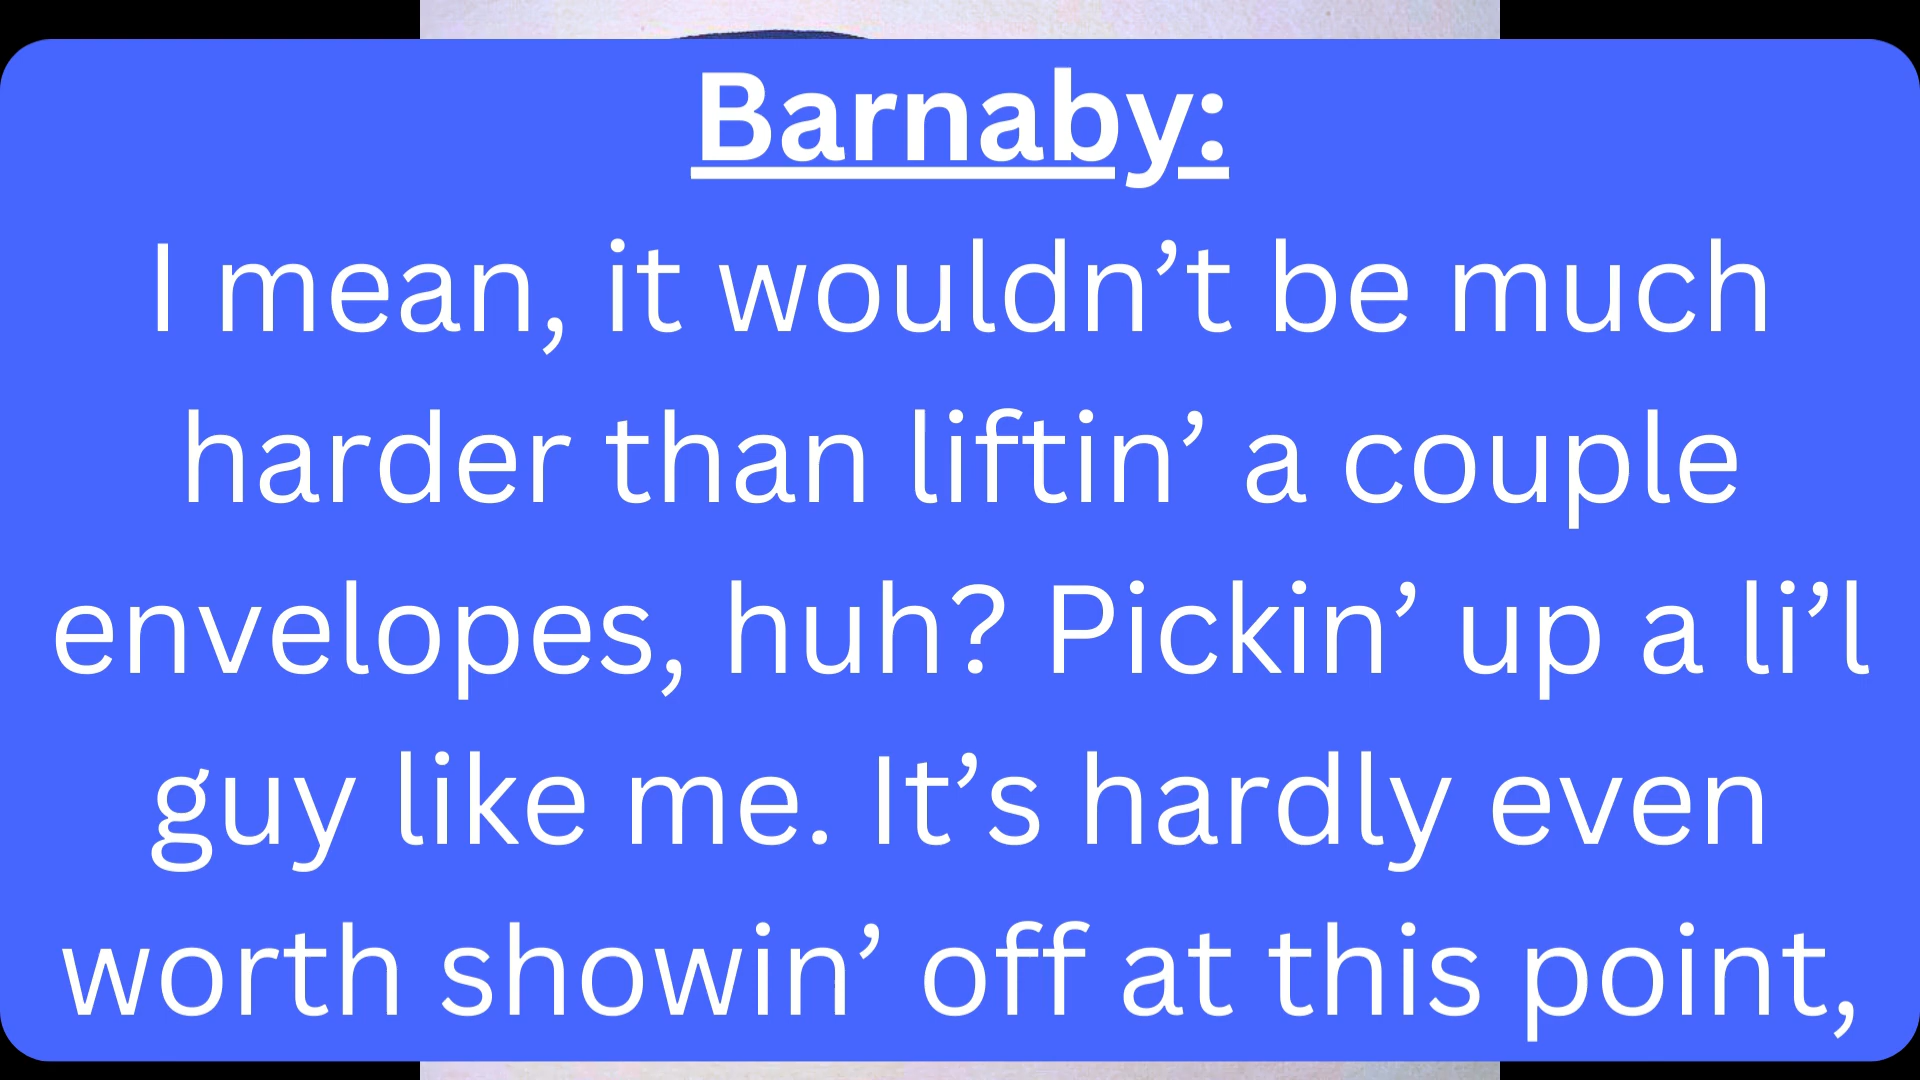 Barnaby:
I mean, it wouldn’t be much
harder than liftin’ a couple
envelopes, huh? Pickin’ up a li’l
guy like me. It’s hardly even
worth showin’ off at this point,